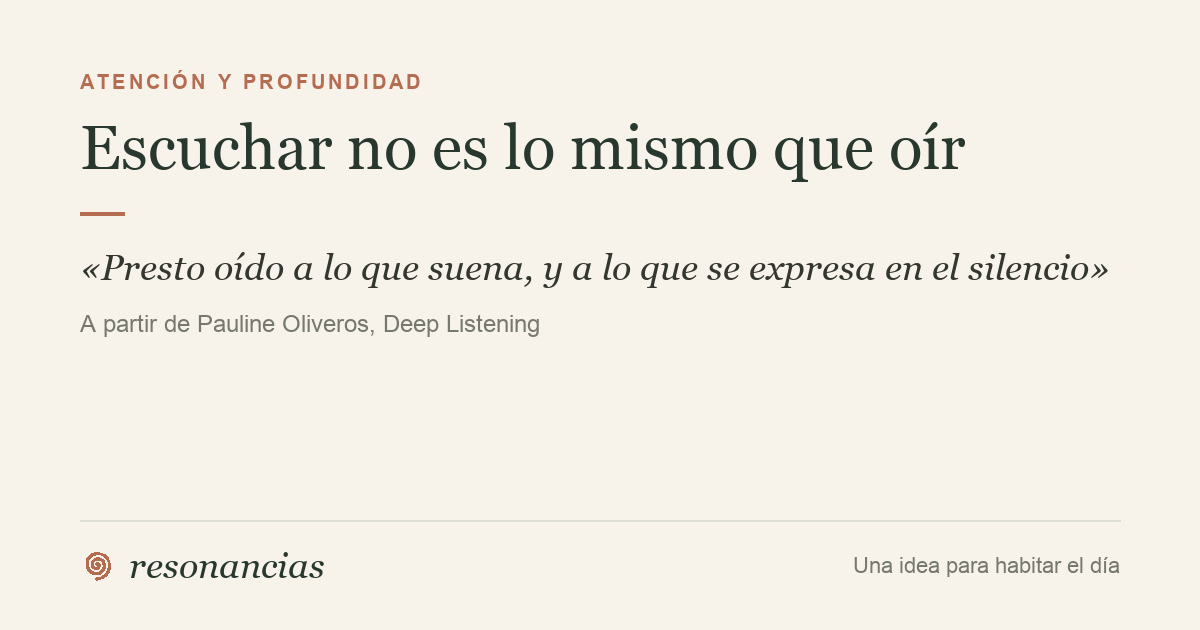 ATENCIÓN Y PROFUNDIDAD
Escuchar no es lo mismo que oír
«Presto oído a lo que suena, y a lo que se expresa en el silencio»
A partir de Pauline Oliveros, Deep Listening
resonancias
Una idea para habitar el día